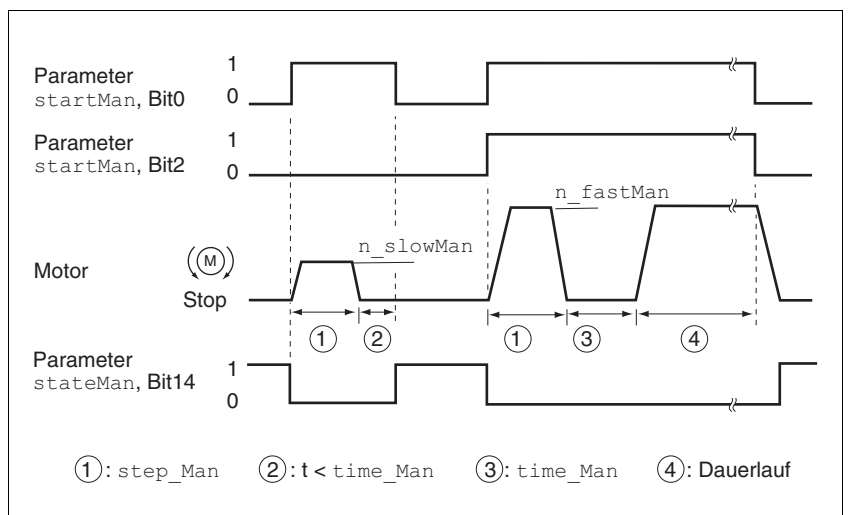 Parameter
startMan, Bit0
1
0
Parameter
startMan, Bit2
1
0
n_fastMan
n_slowMan
Motor
M
Stop
1
2
1
3
4
Parameter
stateMan, Bit14
1
0
1: step_Man 2: t < time_Man 3: time_Man 4: Dauerlauf